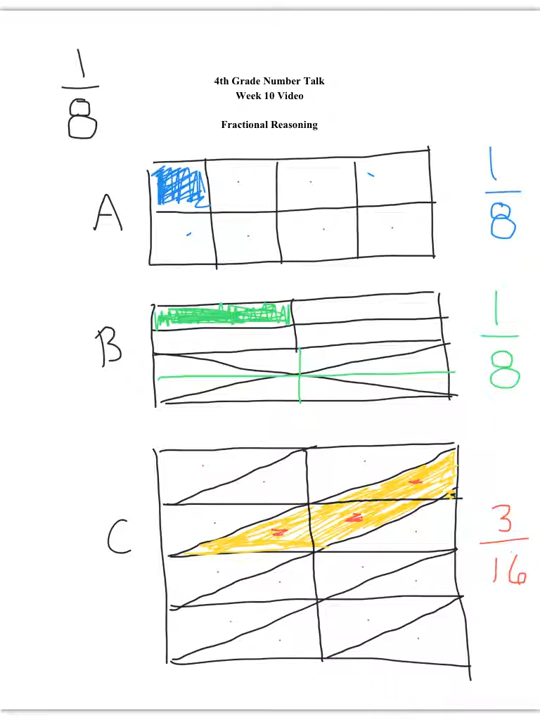 1
8
4th Grade Number Talk
Week 10 Video
Fractional Reasoning
A
1
8
B
1
8
C
3
16